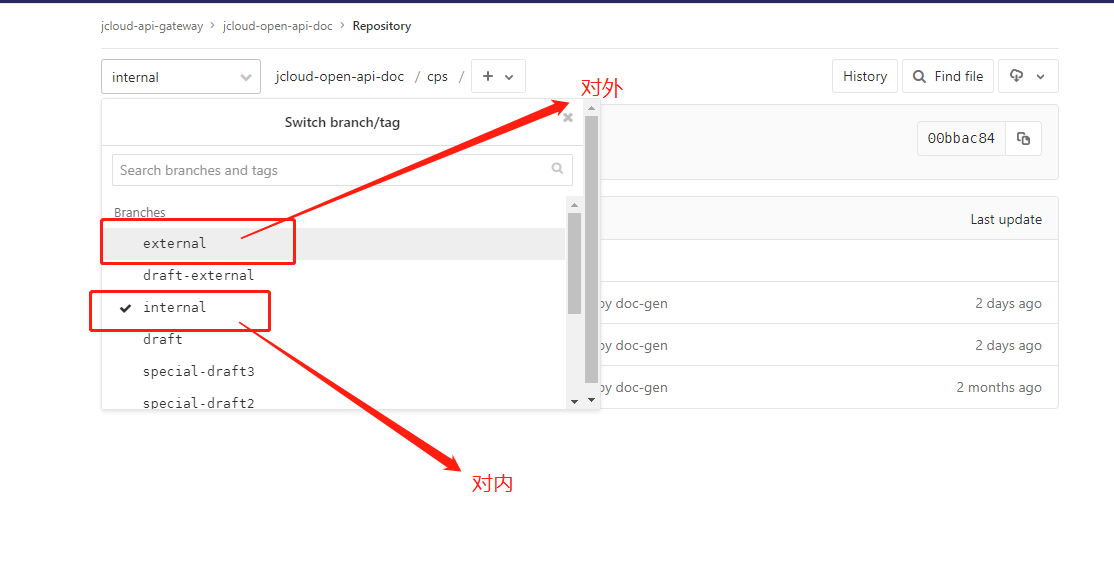 jcloud-api-gateway › jcloud-open-api-doc › Repository
internal jcloud-open-api-doc / cps / + History Find file
对外
Switch branch/tag ×
00bbac84
Search branches and tags
Branches
Last update
external
draft-external
internal
by doc-gen 2 days ago
draft
by doc-gen 2 days ago
special-draft3
by doc-gen 2 months ago
special-draft2
对内